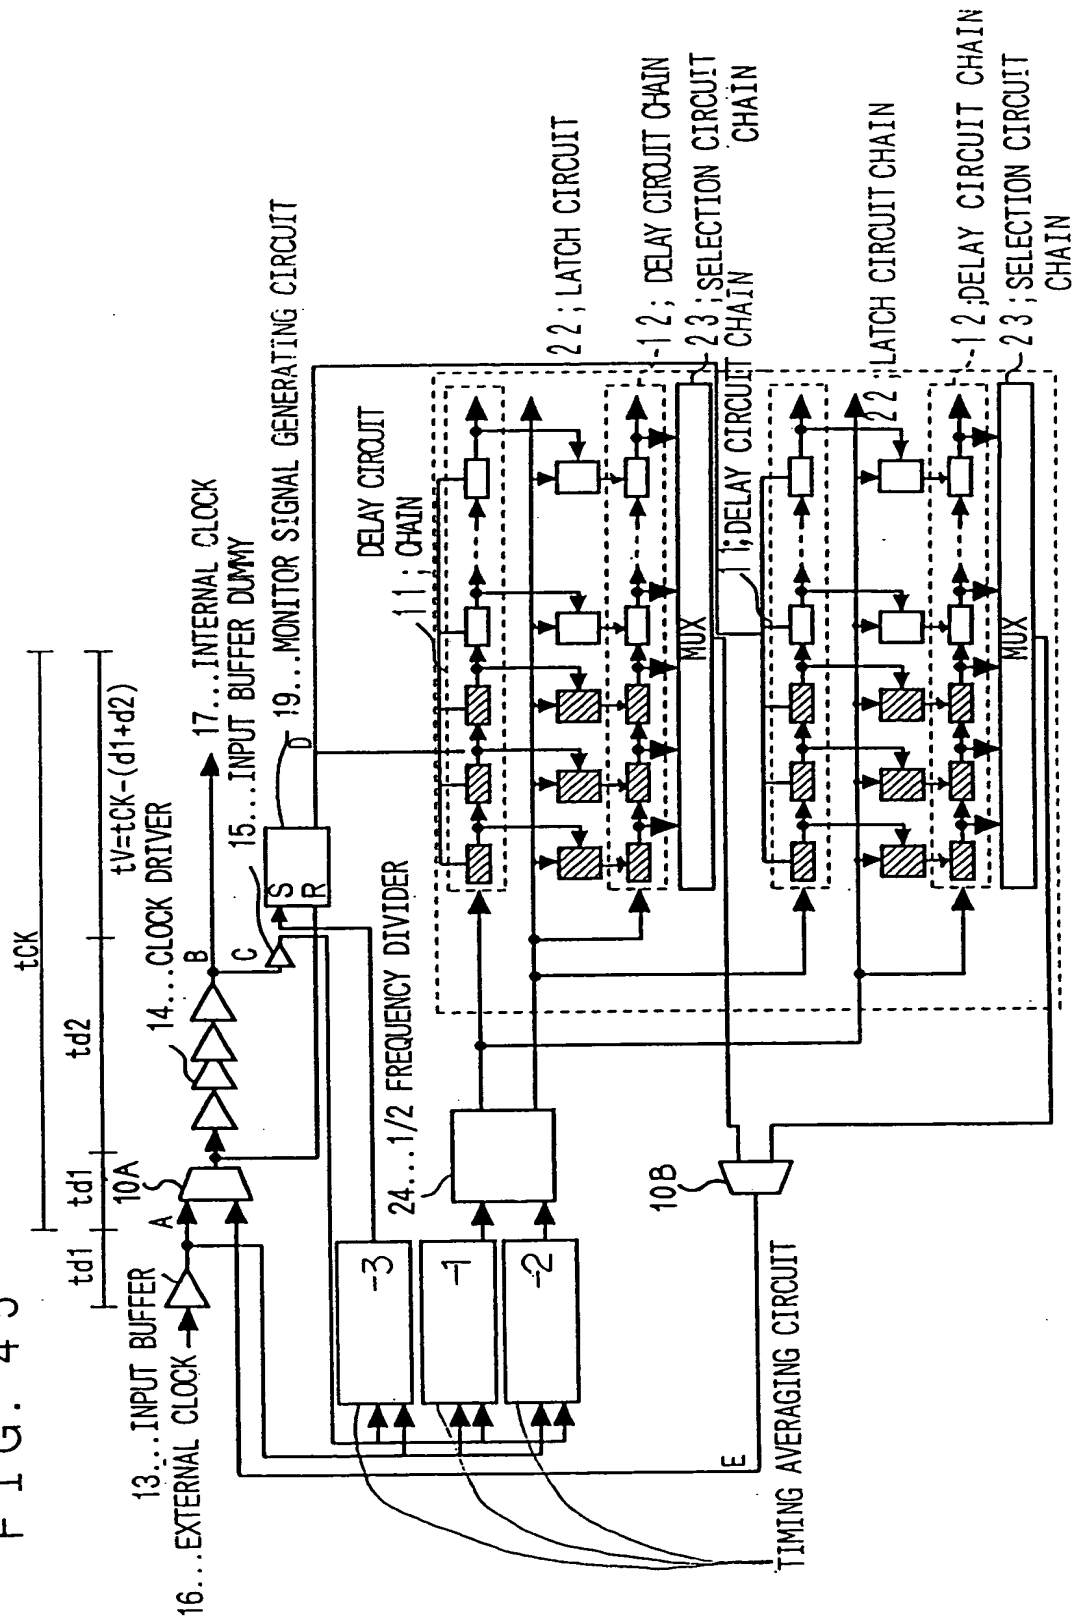 FIG. 45
tCK
td1
td1
td2
tV=tCK-(d1+d2)
13...INPUT BUFFER
16...EXTERNAL CLOCK
A
10A
14...CLOCK DRIVER
B
17...INTERNAL CLOCK
C
15...INPUT BUFFER DUMMY
S
R
D
19...MONITOR SIGNAL GENERATING CIRCUIT
-3
-1
-2
24...1/2 FREQUENCY DIVIDER
DELAY CIRCUIT
11; CHAIN
22; LATCH CIRCUIT
12; DELAY CIRCUIT CHAIN
MUX
23;SELECTION CIRCUIT
CHAIN
11;DELAY CIRCUIT CHAIN
22; LATCH CIRCUIT CHAIN
12;DELAY CIRCUIT CHAIN
MUX
23;SELECTION CIRCUIT
CHAIN
10B
E
TIMING AVERAGING CIRCUIT